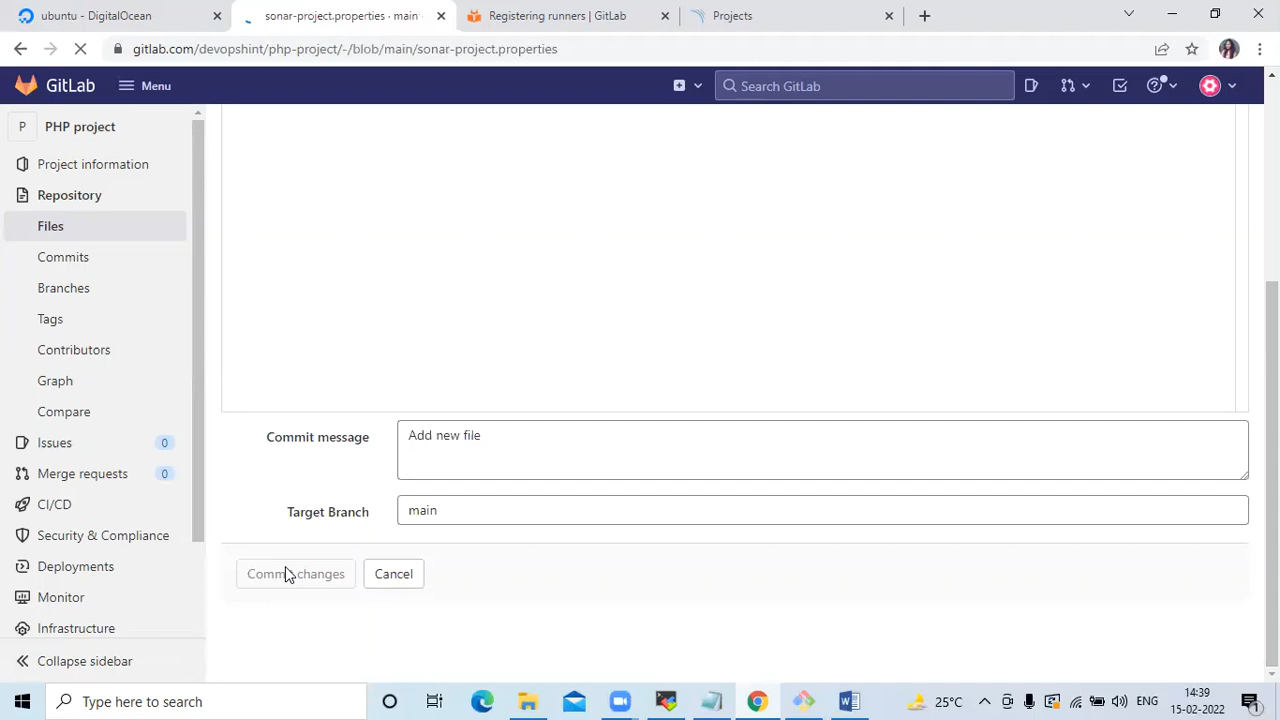 ubuntu - DigitalOcean
sonar-project.properties · main
Registering runners | GitLab
Projects
gitlab.com/devopshint/php-project/-/blob/main/sonar-project.properties
GitLab
Menu
Search GitLab
P
PHP project
Project information
Repository
Files
Commits
Branches
Tags
Contributors
Graph
Compare
Issues
0
Merge requests
0
CI/CD
Security & Compliance
Deployments
Monitor
Infrastructure
Collapse sidebar
Commit message
Add new file
Target Branch
main
Commit changes
Cancel
Type here to search
25°C
ENG
14:39
15-02-2022
1